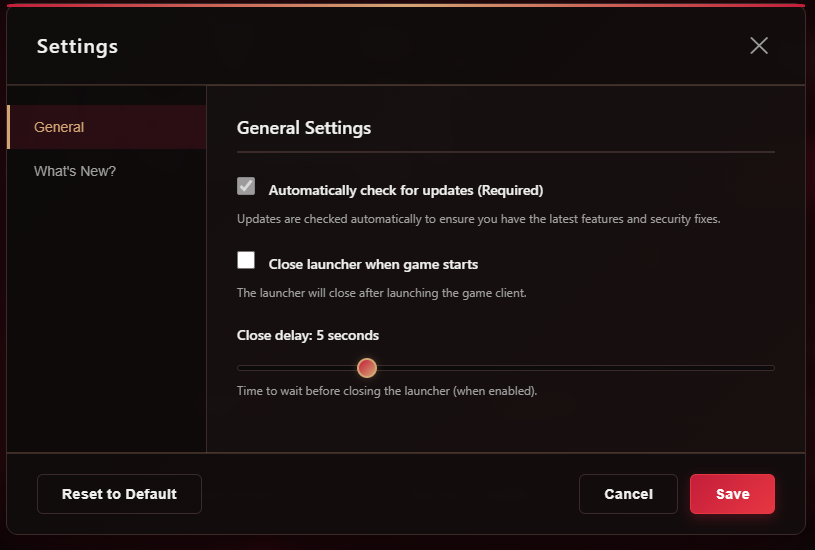 Settings
General
What's New?
General Settings
Automatically check for updates (Required)
Updates are checked automatically to ensure you have the latest features and security fixes.
Close launcher when game starts
The launcher will close after launching the game client.
Close delay: 5 seconds
Time to wait before closing the launcher (when enabled).
Reset to Default
Cancel
Save